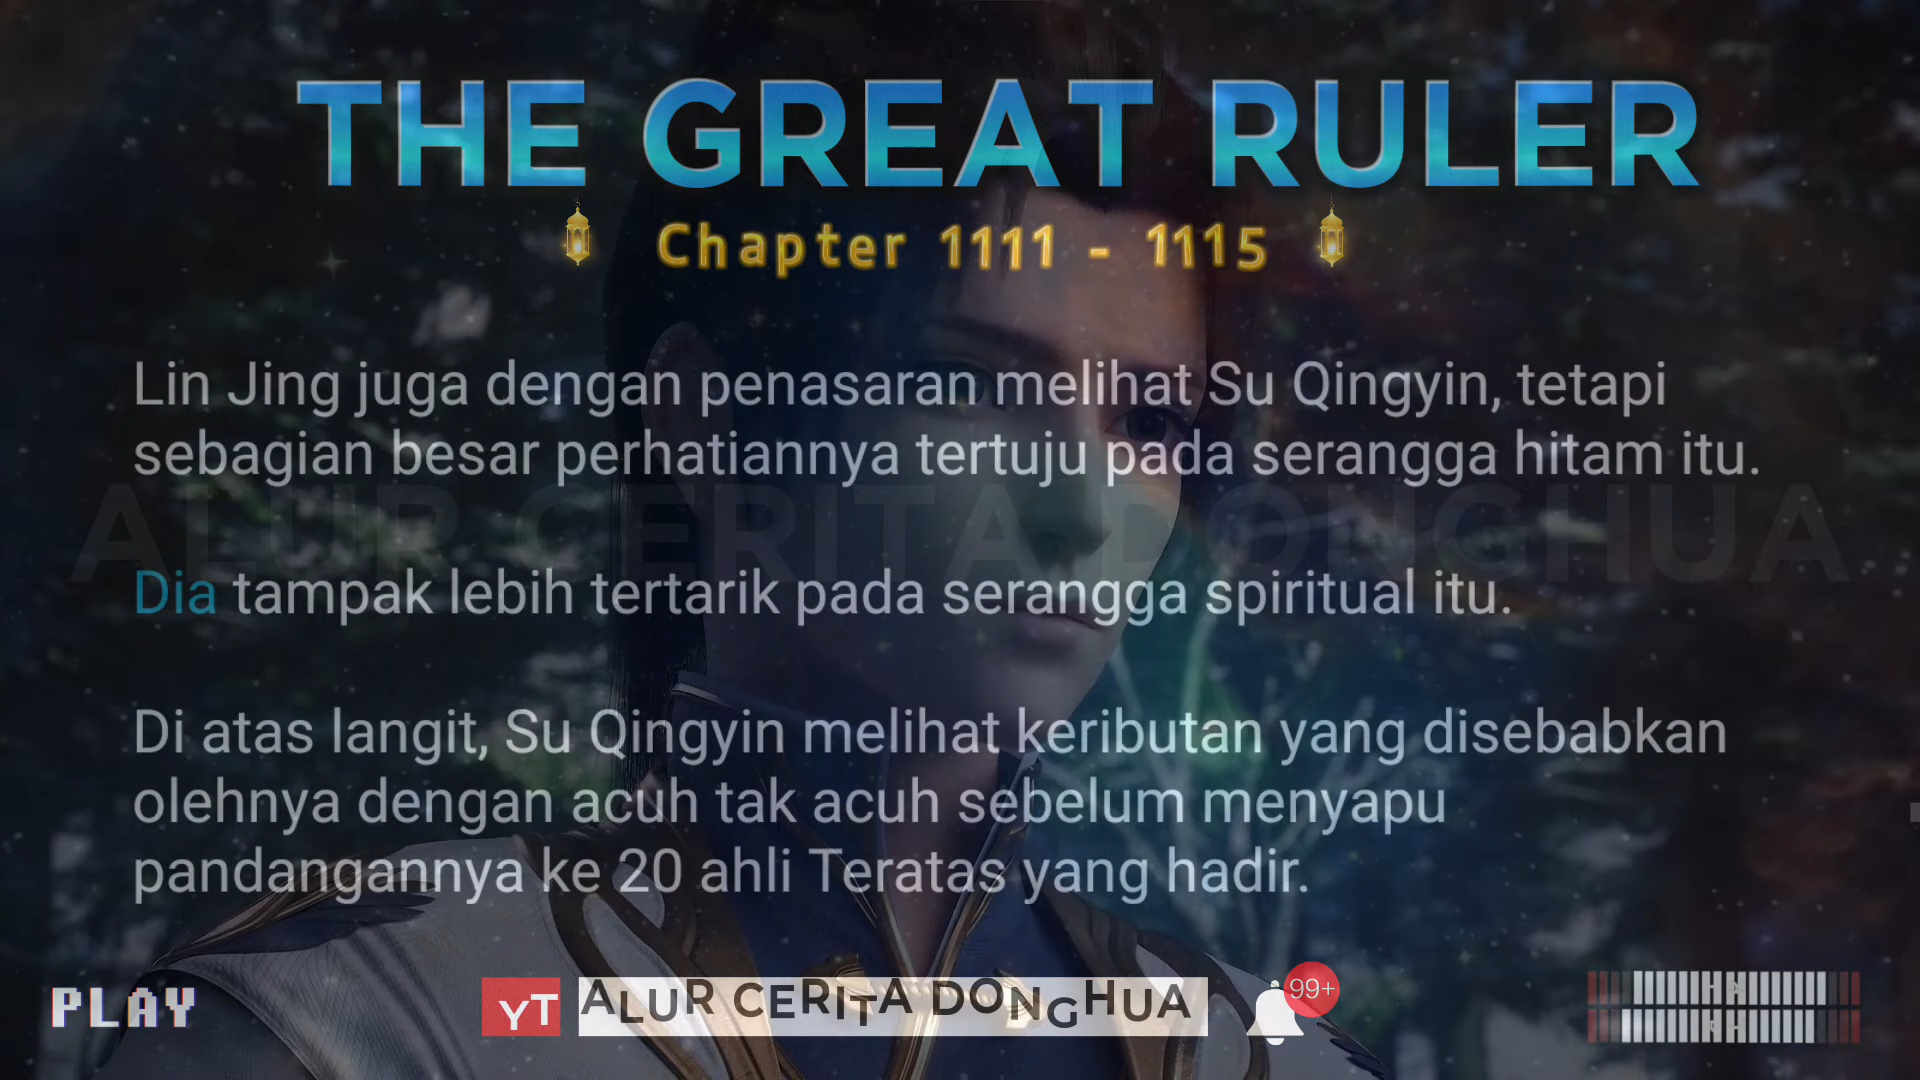 THE GREAT RULER
Chapter 1111 - 1115
Lin Jing juga dengan penasaran melihat Su Qingyin, tetapi
sebagian besar perhatiannya tertuju pada serangga hitam itu.
ALUR CERITA DONGHUA
Dia tampak lebih tertarik pada serangga spiritual itu.
Di atas langit, Su Qingyin melihat keributan yang disebabkan
olehnya dengan acuh tak acuh sebelum menyapu
pandangannya ke 20 ahli Teratas yang hadir.
PLAY
YT ALUR CERITA DONGHUA
99+